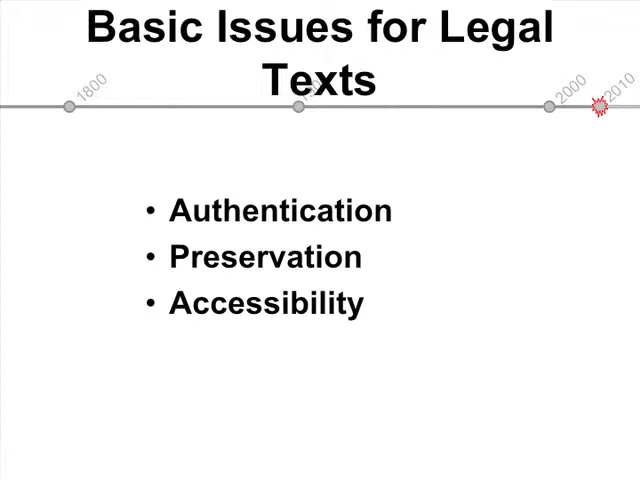 Basic Issues for Legal
Texts
1800
2000
2010
• Authentication
• Preservation
• Accessibility